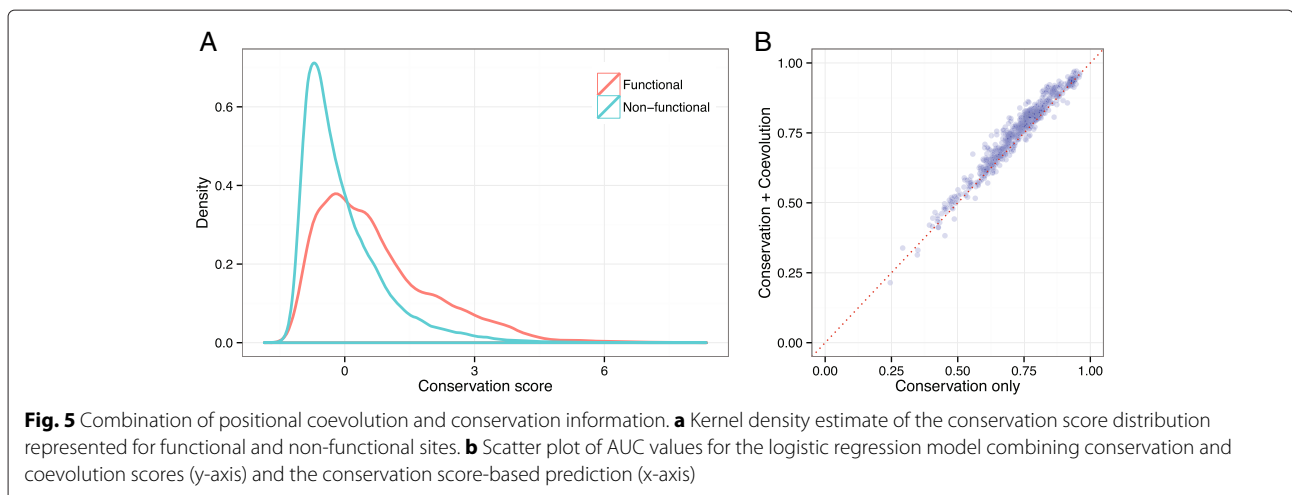 A
B
Functional
Non−functional
0.6
0.4
0.2
0.0
Density
0
3
6
Conservation score
1.00
0.75
0.50
0.25
0.00
Conservation + Coevolution
0.00
0.25
0.50
0.75
1.00
Conservation only
Fig. 5 Combination of positional coevolution and conservation information. a Kernel density estimate of the conservation score distribution
represented for functional and non-functional sites. b Scatter plot of AUC values for the logistic regression model combining conservation and
coevolution scores (y-axis) and the conservation score-based prediction (x-axis)